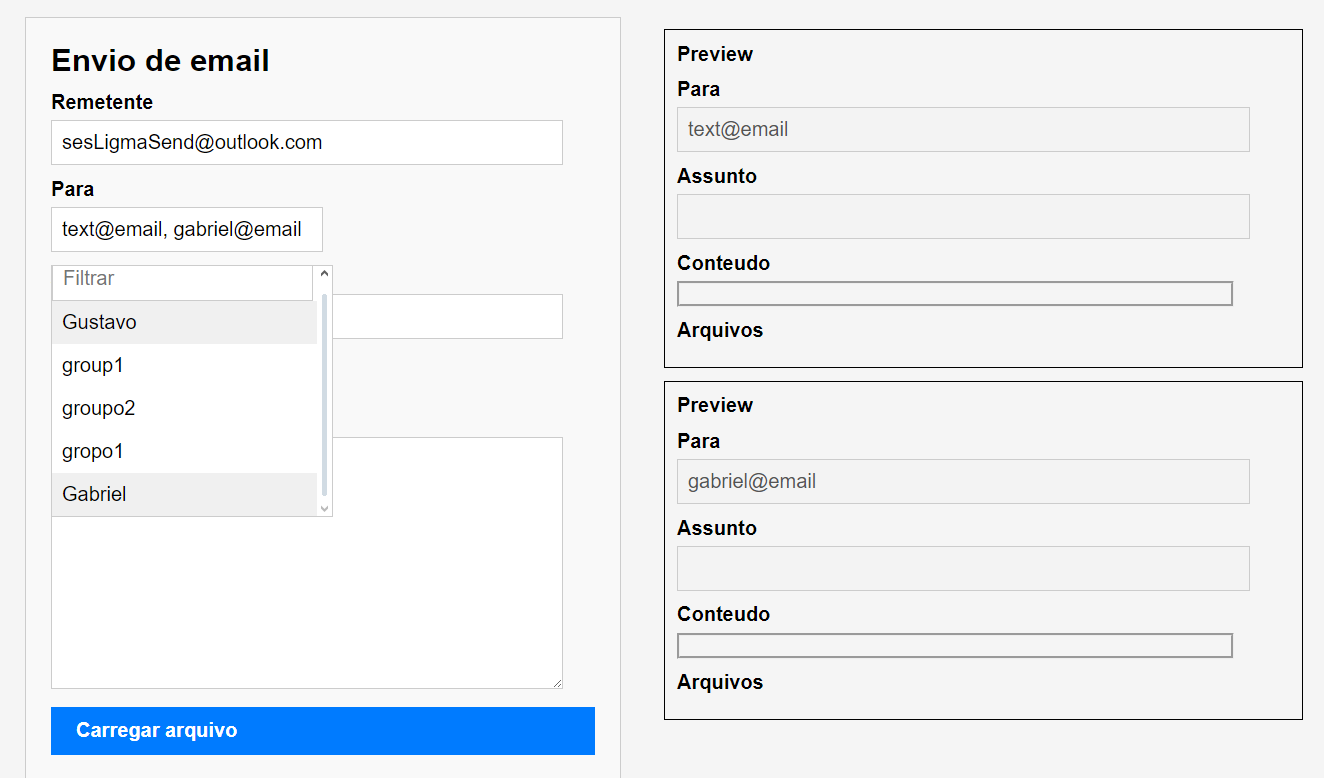 Envio de email
Remetente
sesLigmaSend@outlook.com
Para
text@email, gabriel@email
Filtrar
Gustavo
group1
groupo2
gropo1
Gabriel
Carregar arquivo
Preview
Para
text@email
Assunto
Conteudo
Arquivos
Preview
Para
gabriel@email
Assunto
Conteudo
Arquivos